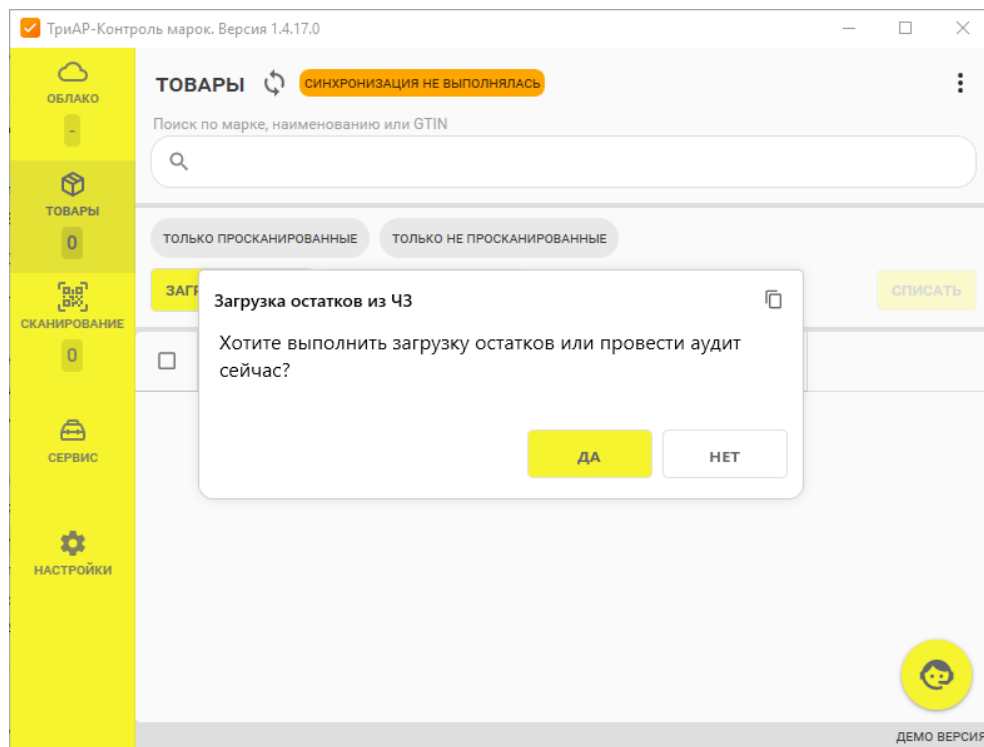 ТриАР-Контроль марок. Версия 1.4.17.0
ОБЛАКО
-
ТОВАРЫ
0
СКАНИРОВАНИЕ
0
СЕРВИС
НАСТРОЙКИ
ТОВАРЫ СИНХРОНИЗАЦИЯ НЕ ВЫПОЛНЯЛАСЬ
Поиск по марке, наименованию или GTIN
ТОЛЬКО ПРОСКАНИРОВАННЫЕ ТОЛЬКО НЕ ПРОСКАНИРОВАННЫЕ
СПИСАТЬ
Загрузка остатков из ЧЗ
Хотите выполнить загрузку остатков или провести аудит
сейчас?
ДА НЕТ
ДЕМО ВЕРСИЯ